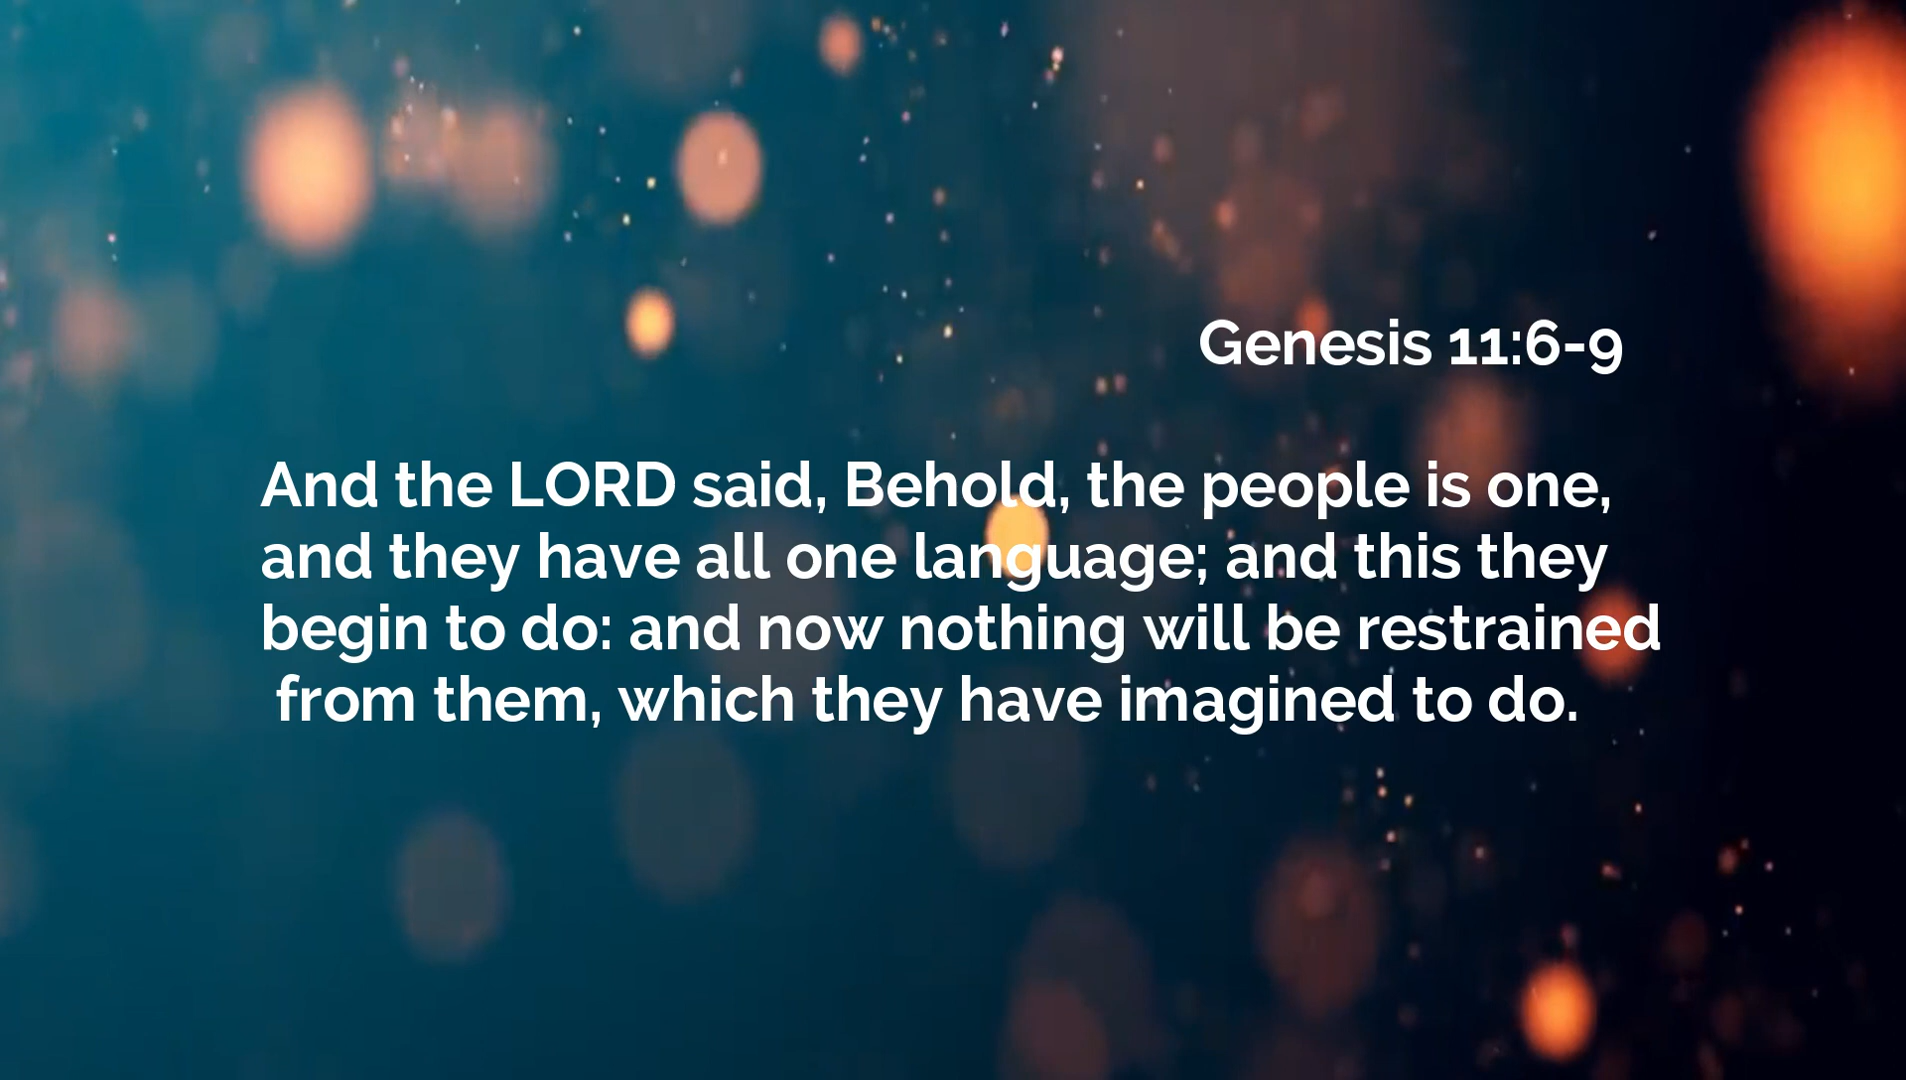 Genesis 11:6-9
And the LORD said, Behold, the people is one,
and they have all one language; and this they
begin to do: and now nothing will be restrained
from them, which they have imagined to do.